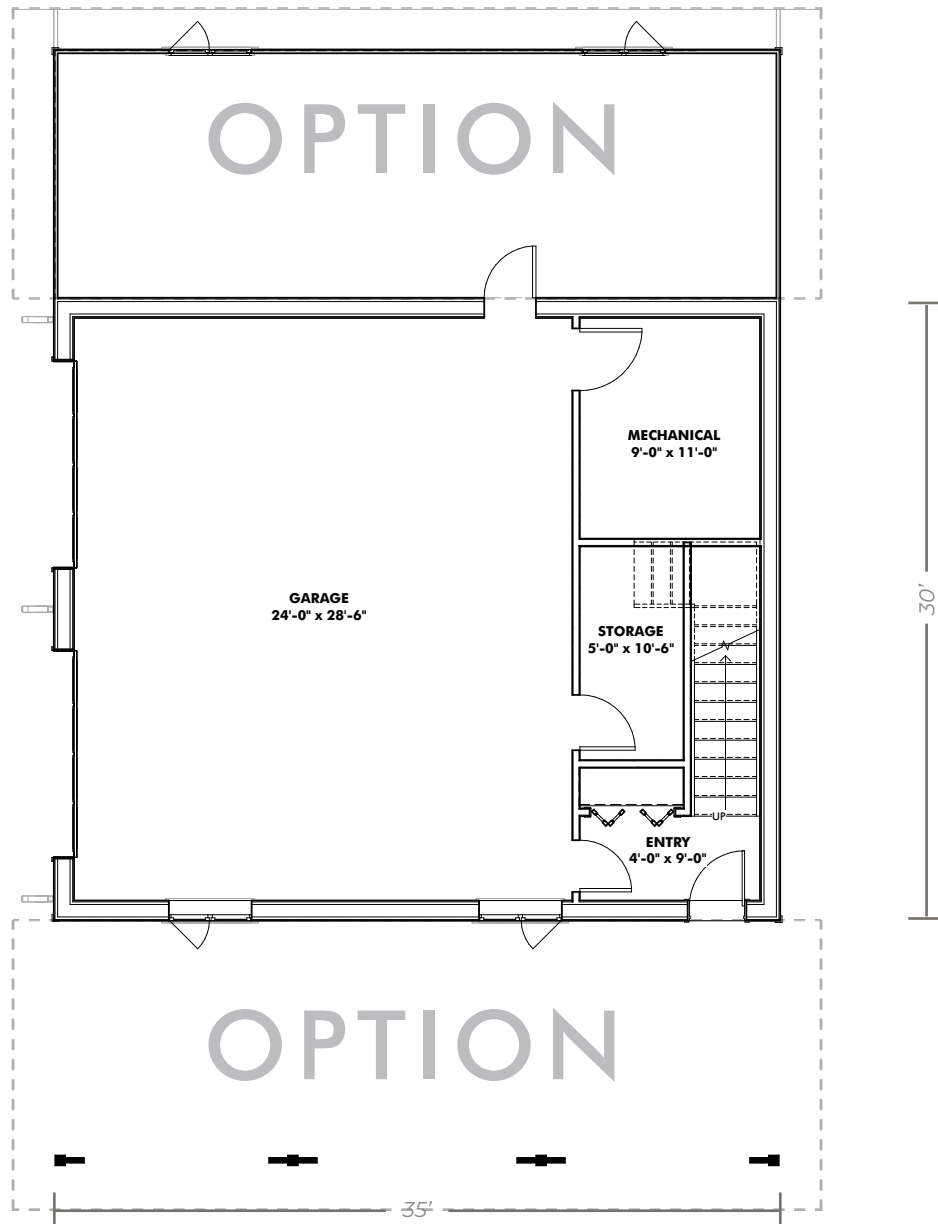 OPTION
MECHANICAL
9'-0" x 11'-0"
GARAGE
24'-0" x 28'-6"
30'
STORAGE
5'-0" x 10'-6"
UP
ENTRY
4'-0" x 9'-0"
OPTION
35'